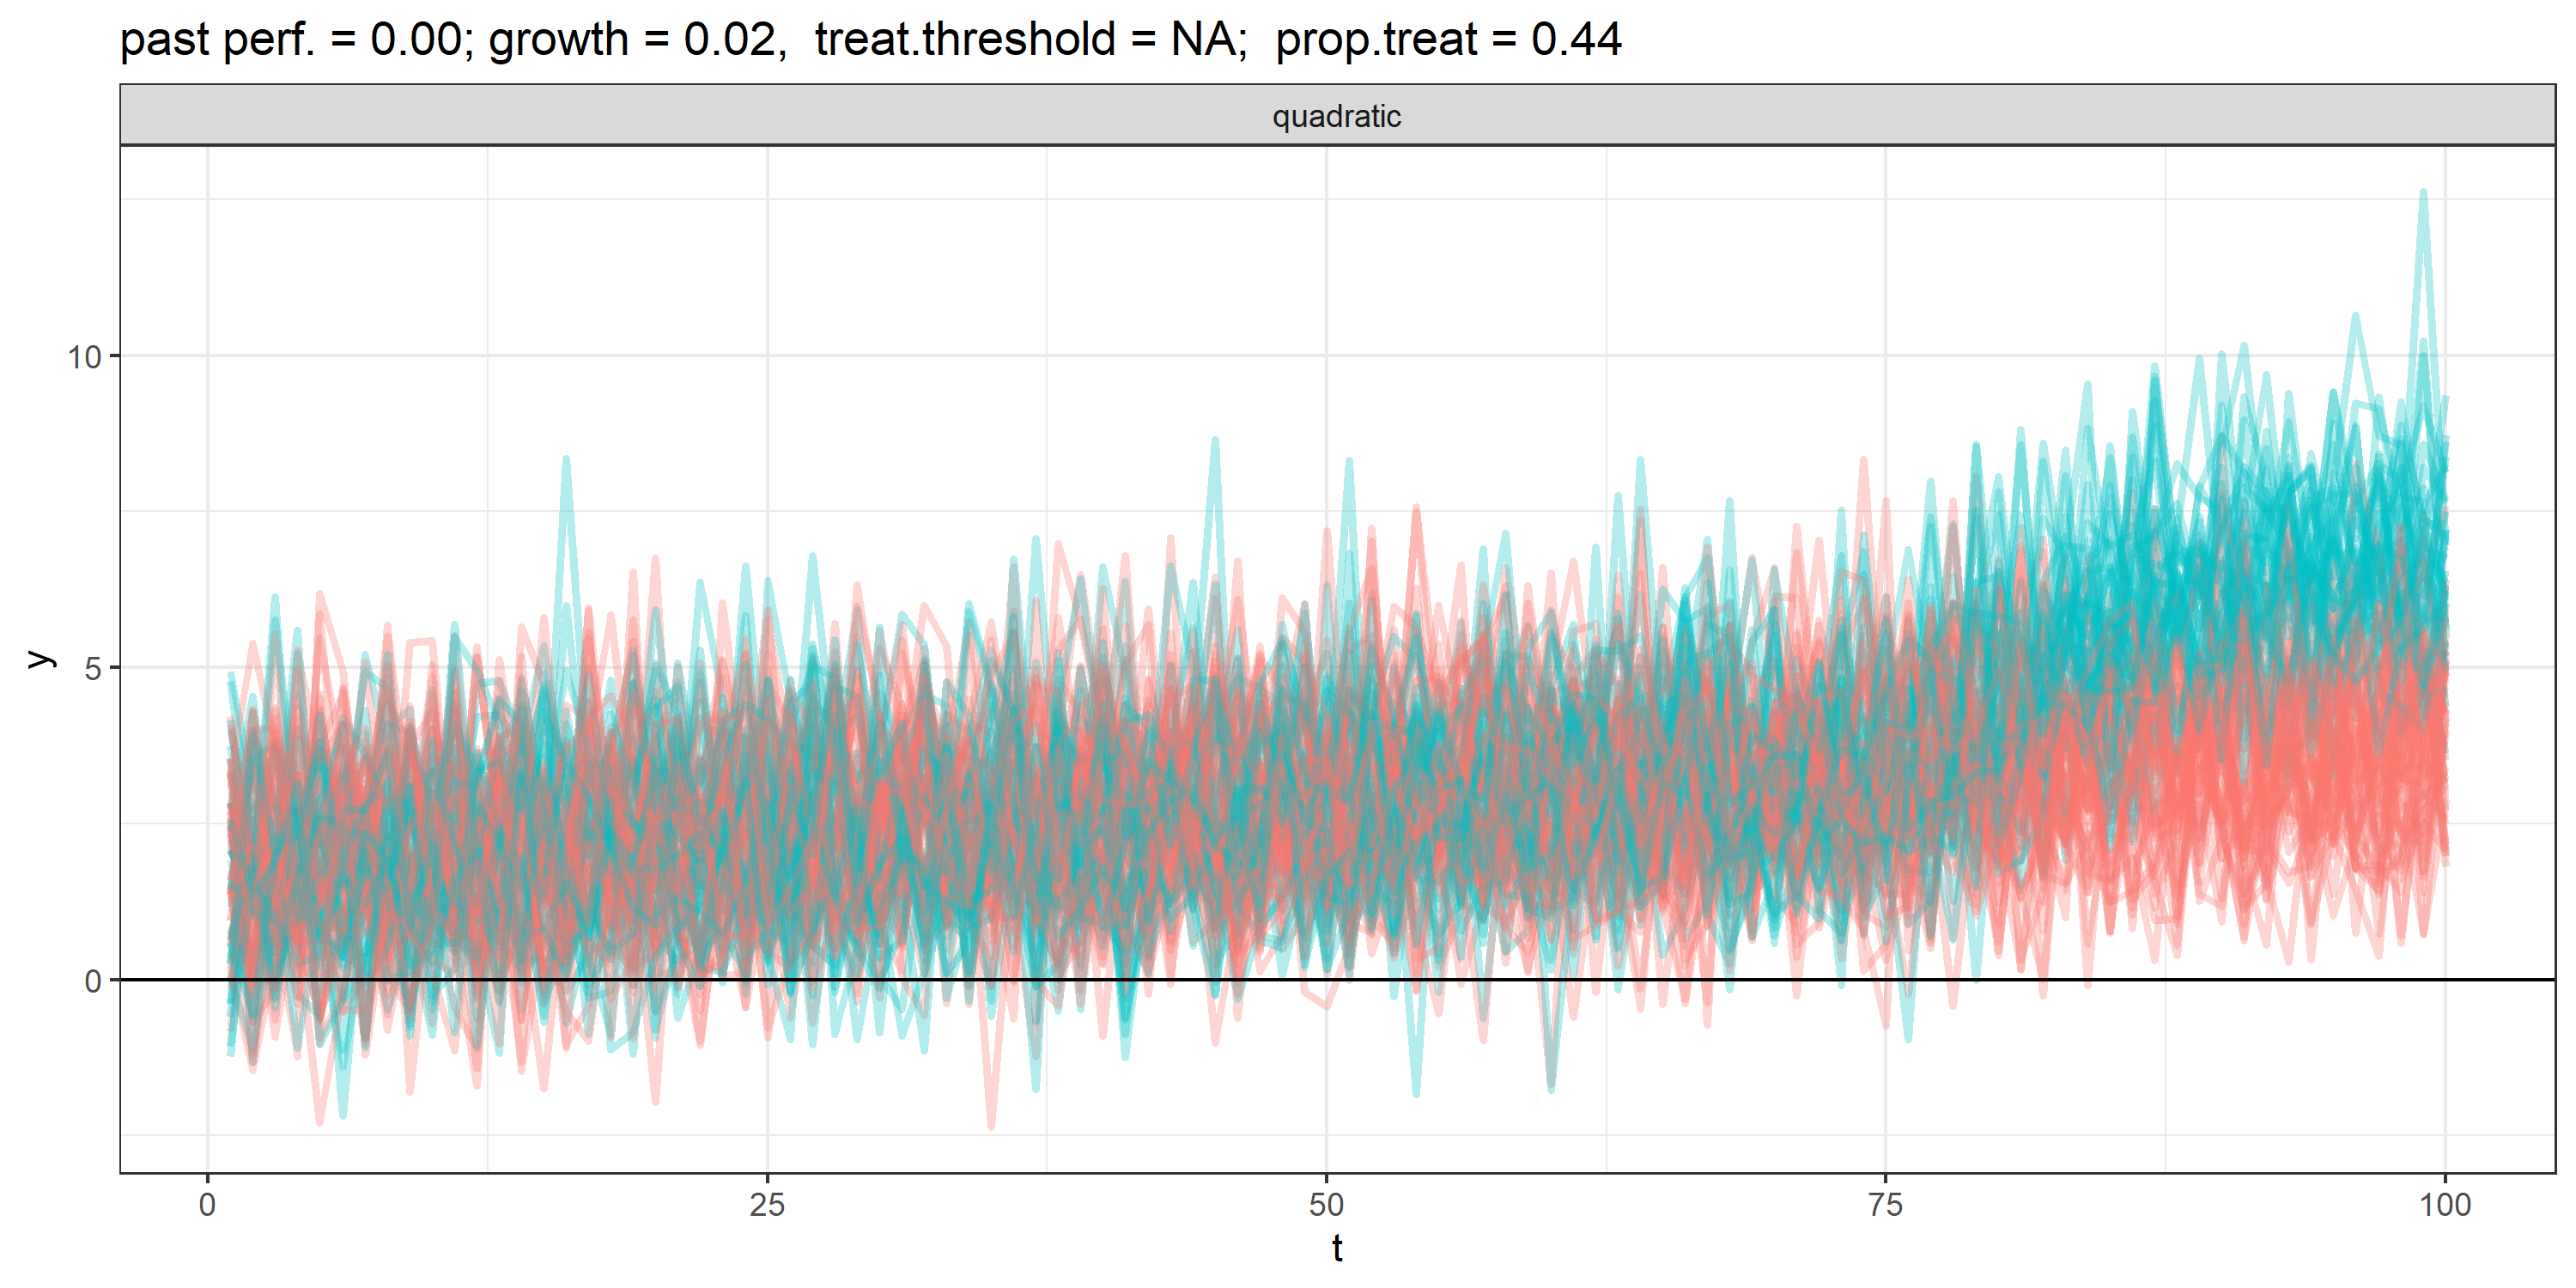 past perf. = 0.00; growth = 0.02,  treat.threshold = NA;  prop.treat = 0.44
quadratic
10
5
0
y
0 25 50 75 100
t